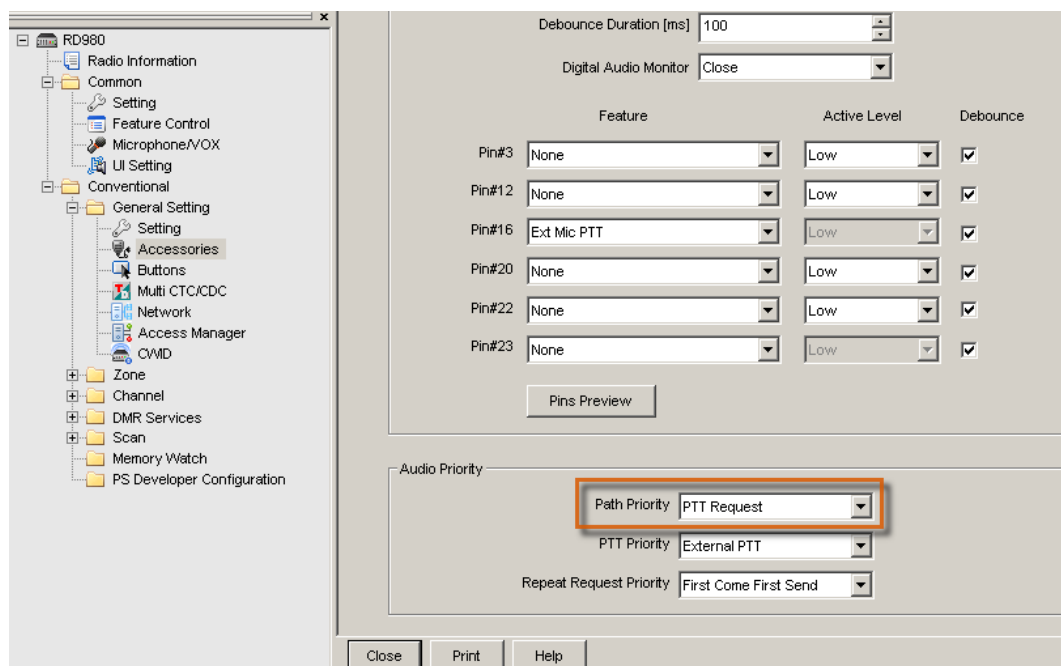 RD980
Radio Information
Common
Setting
Feature Control
Microphone/VOX
UI Setting
Conventional
General Setting
Setting
Accessories
Buttons
Multi CTC/CDC
Network
Access Manager
CWID
Zone
Channel
DMR Services
Scan
Memory Watch
PS Developer Configuration
Debounce Duration [ms] 100
Digital Audio Monitor Close
Feature Active Level Debounce
Pin#3 None Low
Pin#12 None Low
Pin#16 Ext Mic PTT Low
Pin#20 None Low
Pin#22 None Low
Pin#23 None Low
Pins Preview
Audio Priority
Path Priority PTT Request
PTT Priority External PTT
Repeat Request Priority First Come First Send
Close Print Help